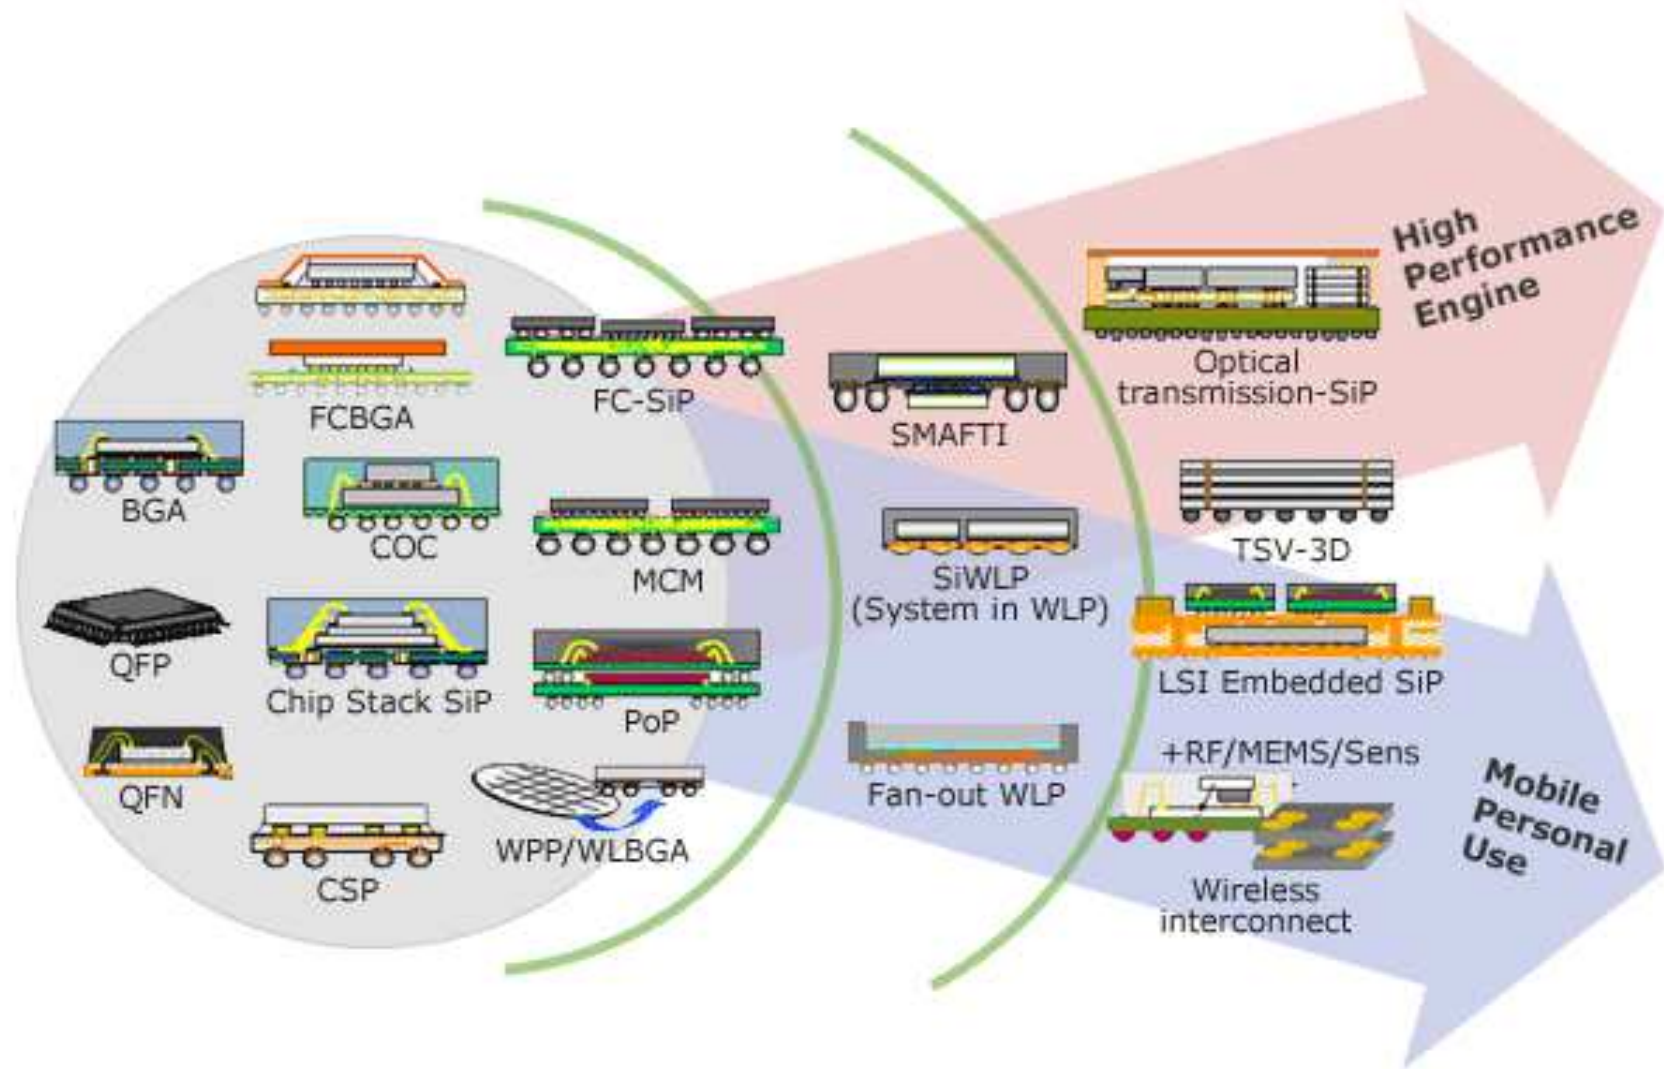 FCBGA
BGA
COC
QFP
Chip Stack SiP
QFN
CSP
FC-SiP
MCM
PoP
WPP/WLBGA
SMAFTI
SiWLP
(System in WLP)
Fan-out WLP
Optical
transmission-SiP
TSV-3D
LSI Embedded SiP
+RF/MEMS/Sens
Wireless
interconnect
High
Performance
Engine
Mobile
Personal
Use